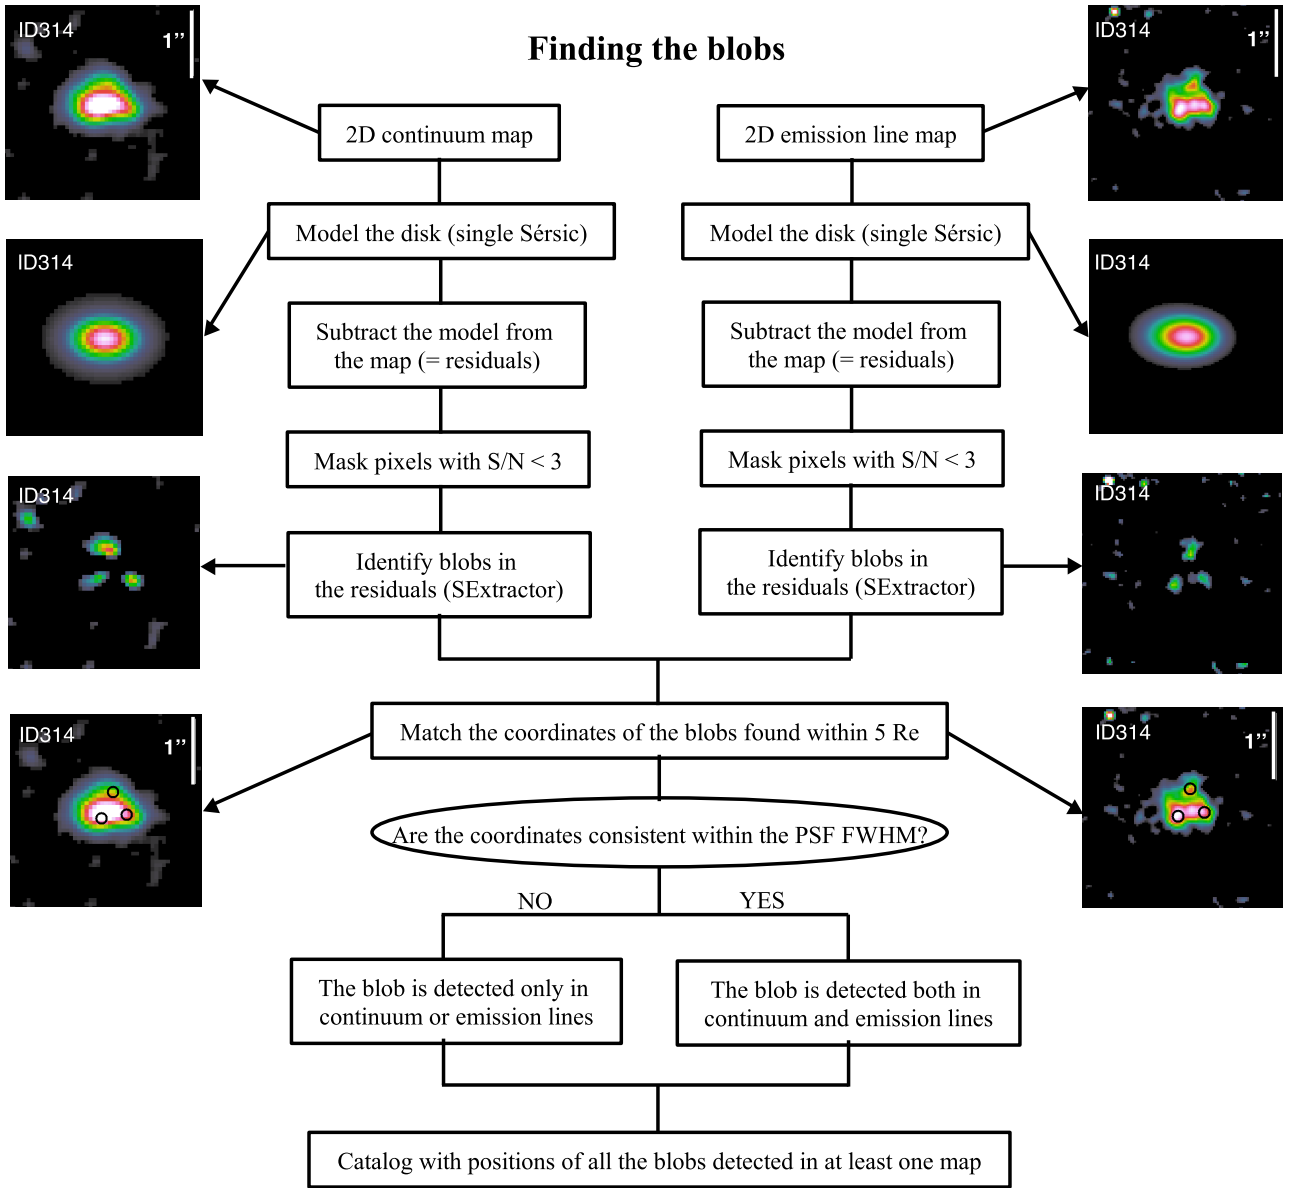 Finding the blobs
ID314
1”
ID314
1”
2D continuum map
2D emission line map
Model the disk (single Sérsic)
Model the disk (single Sérsic)
ID314
ID314
Subtract the model from
the map (= residuals)
Subtract the model from
the map (= residuals)
Mask pixels with S/N < 3
Mask pixels with S/N < 3
ID314
ID314
Identify blobs in
the residuals (SExtractor)
Identify blobs in
the residuals (SExtractor)
Match the coordinates of the blobs found within 5 Re
ID314
1”
ID314
1”
Are the coordinates consistent within the PSF FWHM?
NO
YES
The blob is detected only in
continuum or emission lines
The blob is detected both in
continuum and emission lines
Catalog with positions of all the blobs detected in at least one map